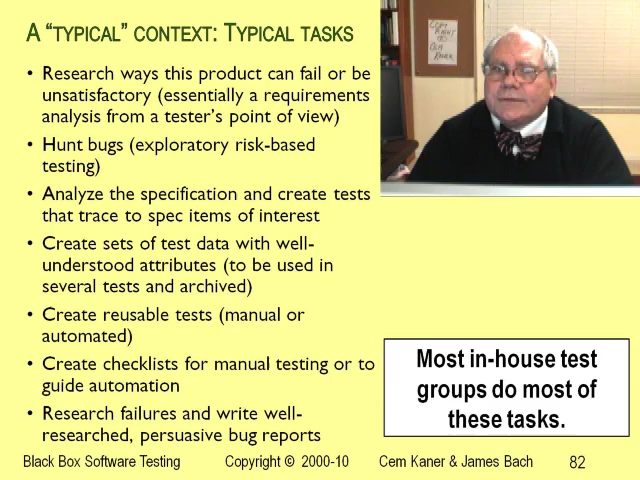 A “TYPICAL” CONTEXT: TYPICAL TASKS
• Research ways this product can fail or be
unsatisfactory (essentially a requirements
analysis from a tester’s point of view)
• Hunt bugs (exploratory risk-based
testing)
• Analyze the specification and create tests
that trace to spec items of interest
• Create sets of test data with well-
understood attributes (to be used in
several tests and archived)
• Create reusable tests (manual or
automated)
• Create checklists for manual testing or to
guide automation
• Research failures and write well-
researched, persuasive bug reports
COPY
RIGHT
TO
CEM
KANER
Most in-house test
groups do most of
these tasks.
Black Box Software Testing Copyright © 2000-10 Cem Kaner & James Bach 82